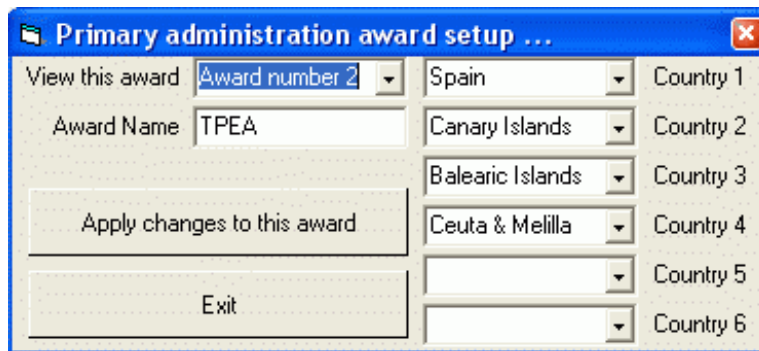 Primary administration award setup ...
View this award Award number 2 Spain Country 1
Award Name TPEA Canary Islands Country 2
Balearic Islands Country 3
Apply changes to this award Ceuta & Melilla Country 4
Country 5
Exit Country 6